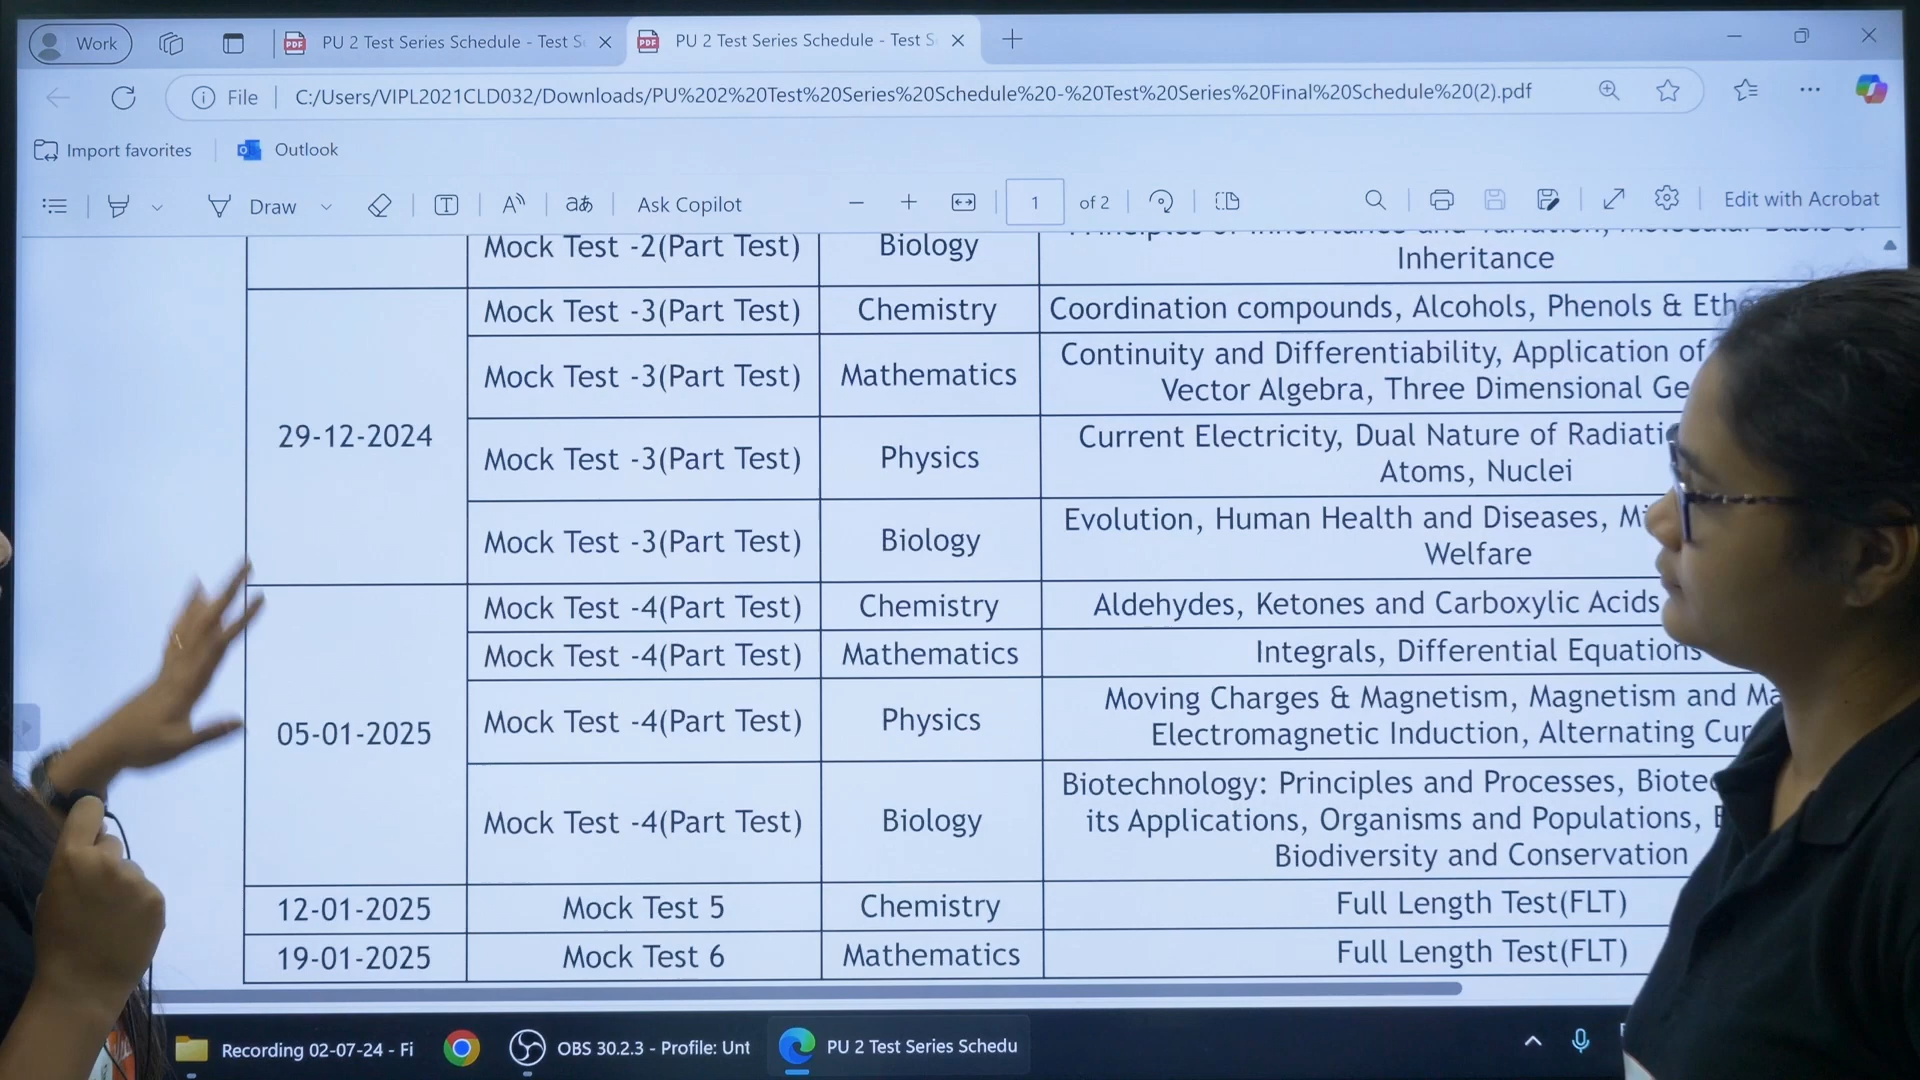 Work
PU 2 Test Series Schedule - Test S
PU 2 Test Series Schedule - Test S
File
C:/Users/VIPL2021CLD032/Downloads/PU%202%20Test%20Series%20Schedule%20-%20Test%20Series%20Final%20Schedule%20(2).pdf
Import favorites
Outlook
Draw
Ask Copilot
1 of 2
Edit with Acrobat
Mock Test -2(Part Test) Biology
Inheritance
29-12-2024
Mock Test -3(Part Test) Chemistry Coordination compounds, Alcohols, Phenols &
Mock Test -3(Part Test) Mathematics Continuity and Differentiability, Application of
Vector Algebra, Three Dimensional
Mock Test -3(Part Test) Physics Current Electricity, Dual Nature of
Atoms, Nuclei
Mock Test -3(Part Test) Biology Evolution, Human Health and Diseases,
Welfare
05-01-2025
Mock Test -4(Part Test) Chemistry Aldehydes, Ketones and Carboxylic Acids
Mock Test -4(Part Test) Mathematics Integrals, Differential Equations
Mock Test -4(Part Test) Physics Moving Charges & Magnetism, Magnetism and
Electromagnetic Induction, Alternating
Mock Test -4(Part Test) Biology Biotechnology: Principles and Processes,
its Applications, Organisms and Populations,
Biodiversity and Conservation
12-01-2025 Mock Test 5 Chemistry Full Length Test(FLT)
19-01-2025 Mock Test 6 Mathematics Full Length Test(FLT)
Recording 02-07-24 - Fi
OBS 30.2.3 - Profile: Unt
PU 2 Test Series Schedu